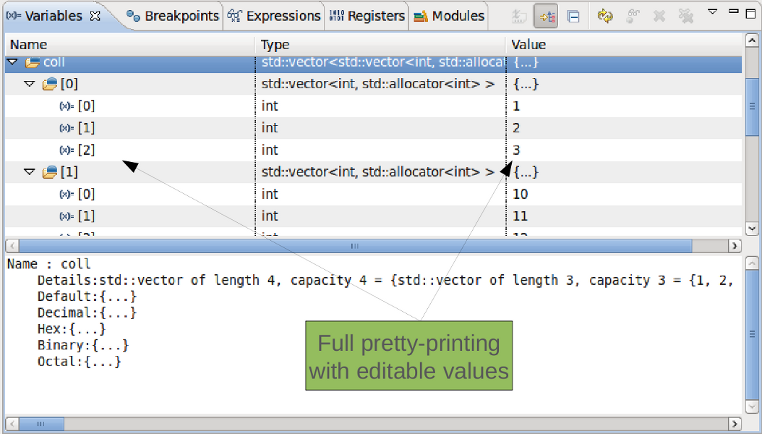 (x)= Variables Breakpoints Expressions Registers Modules
Name Type Value
coll std::vector<std::vector<int, std::allocat {...}
[0] std::vector<int, std::allocator<int> > {...}
(x)= [0] int 1
(x)= [1] int 2
(x)= [2] int 3
[1] std::vector<int, std::allocator<int> > {...}
(x)= [0] int 10
(x)= [1] int 11
Name : coll
Details:std::vector of length 4, capacity 4 = {std::vector of length 3, capacity 3 = {1, 2,
Default:{...}
Decimal:{...}
Hex:{...}
Binary:{...}
Octal:{...}
Full pretty-printing
with editable values